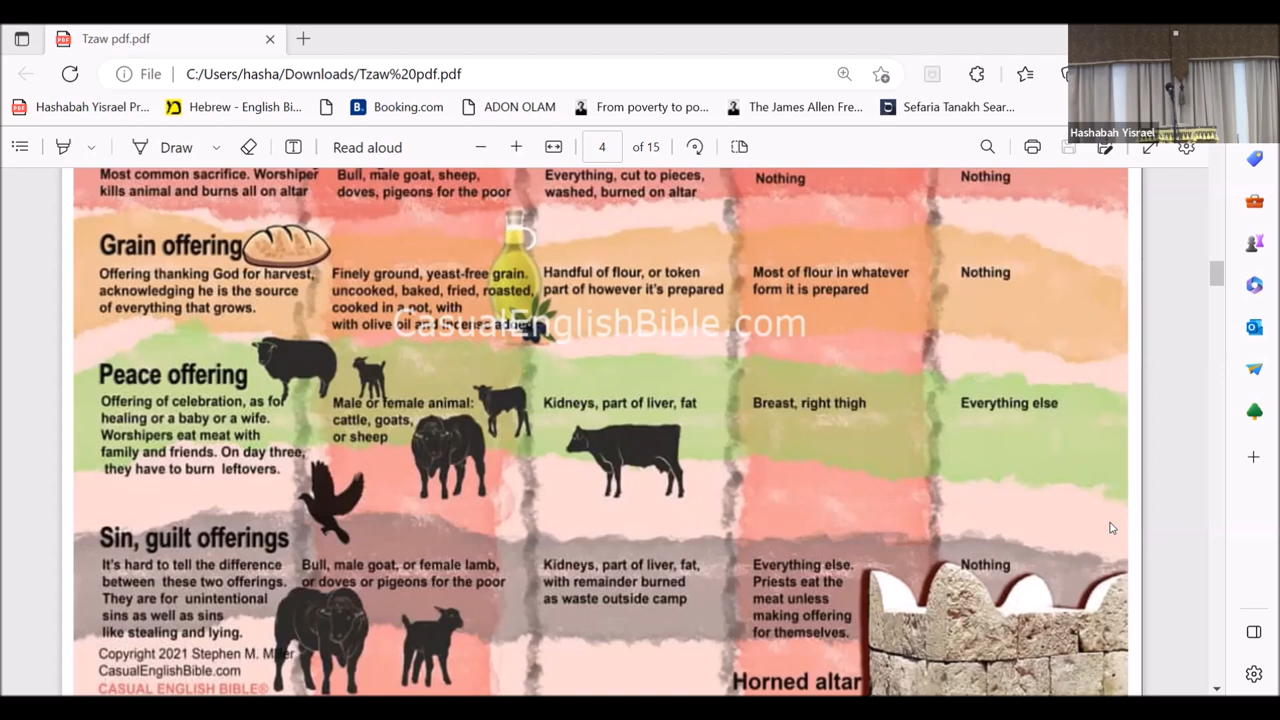 Tzaw pdf.pdf
File
C:/Users/hasha/Downloads/Tzaw%20pdf.pdf
Hashabah Yisrael Pr...
Hebrew - English Bi...
Booking.com
ADON OLAM
From poverty to po...
The James Allen Fre...
Sefaria Tanakh Sear...
Hashabah Yisrael
Draw
Read aloud
4
of 15
Most common sacrifice. Worshiper
kills animal and burns all on altar
Bull, male goat, sheep,
doves, pigeons for the poor
Everything, cut to pieces,
washed, burned on altar
Nothing
Nothing
Grain offering
Offering thanking God for harvest,
acknowledging he is the source
of everything that grows.
Finely ground, yeast-free grain.
uncooked, baked, fried, roasted,
cooked in a pot, with
with olive oil and incense added
Handful of flour, or token
part of however it's prepared
Most of flour in whatever
form it is prepared
Nothing
CasualEnglishBible.com
Peace offering
Offering of celebration, as for
healing or a baby or a wife.
Worshipers eat meat with
family and friends. On day three,
they have to burn leftovers.
Male or female animal:
cattle, goats,
or sheep
Kidneys, part of liver, fat
Breast, right thigh
Everything else
Sin, guilt offerings
It's hard to tell the difference
between these two offerings.
They are for unintentional
sins as well as sins
like stealing and lying.
Bull, male goat, or female lamb,
or doves or pigeons for the poor
Kidneys, part of liver, fat,
with remainder burned
as waste outside camp
Everything else.
Priests eat the
meat unless
making offering
for themselves.
Nothing
Copyright 2021 Stephen M. Miller
CasualEnglishBible.com
CASUAL ENGLISH BIBLE®
Horned altar